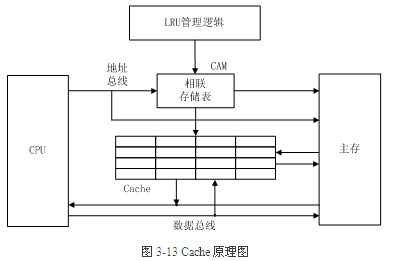 LRU管理逻辑
地址
总线
CAM
相联
存储表
CPU
主存
Cache
数据总线
图 3-13 Cache 原理图